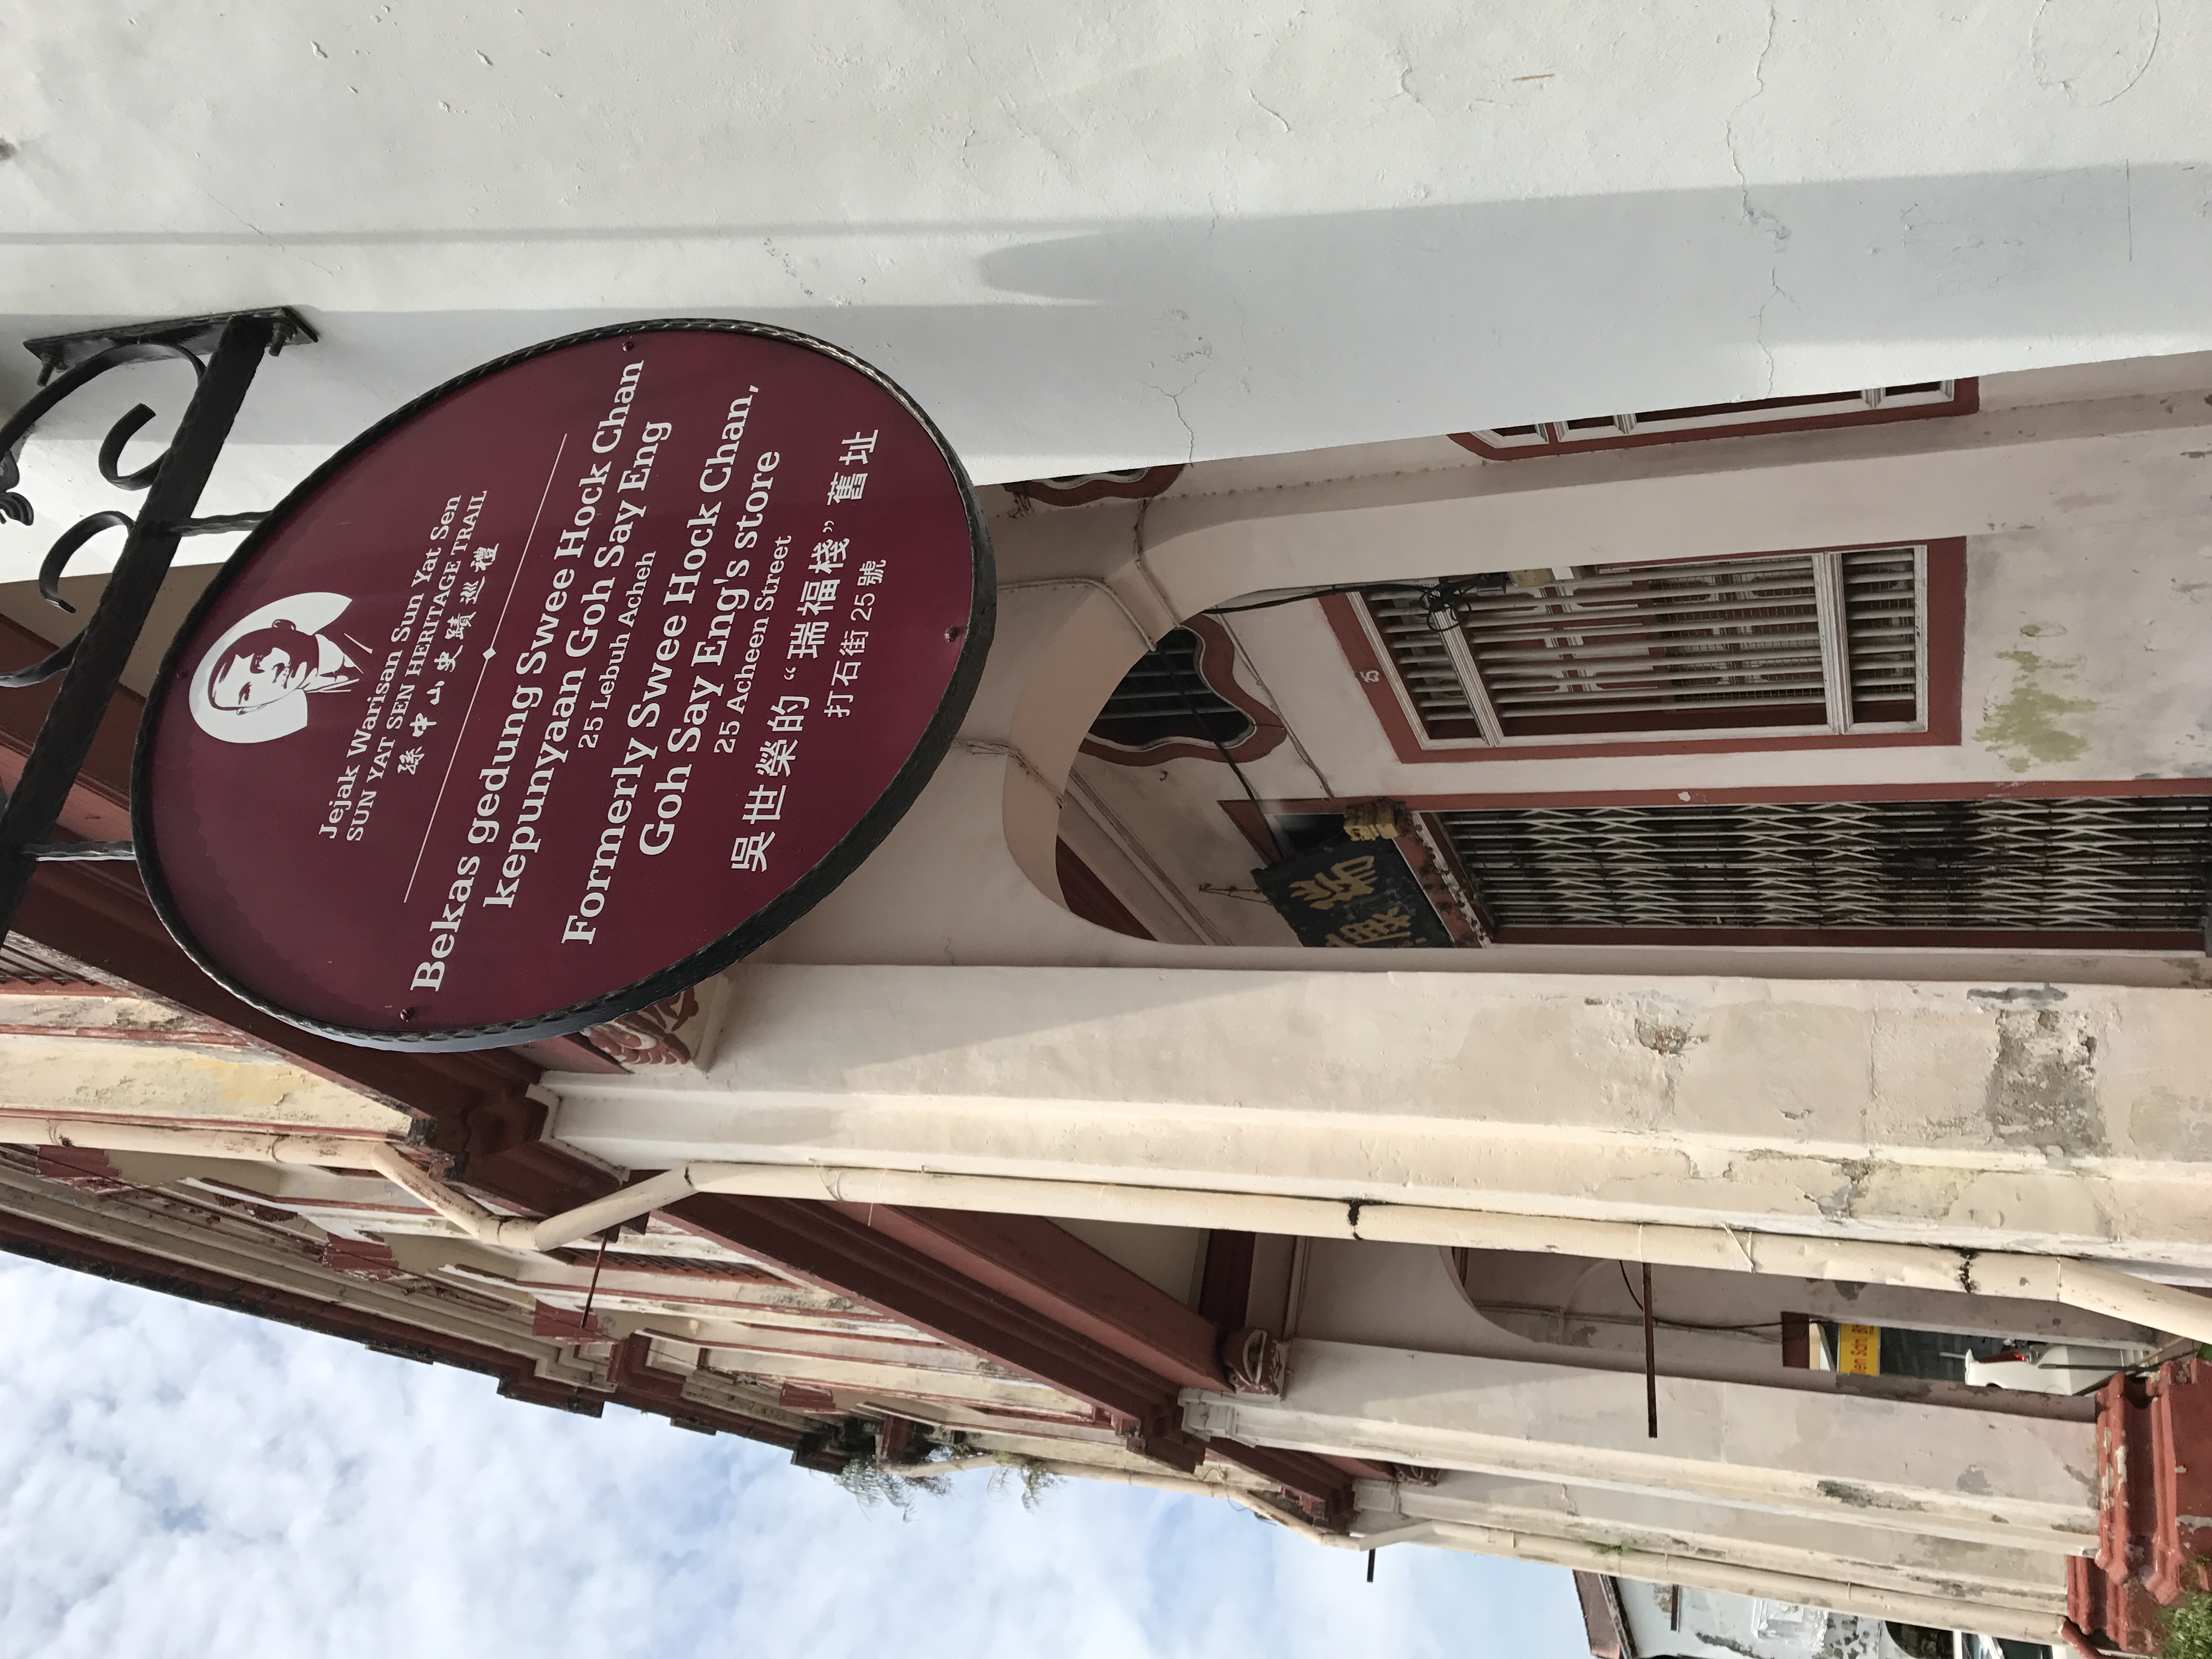 Jejak Warisan Sun Yat Sen
SUN YAT SEN HERITAGE TRAIL
孫中山史蹟巡禮
Bekas gedung Swee Hock Chan
kepunyaan Goh Say Eng
25 Lebuh Acheh
Formerly Swee Hock Chan,
Goh Say Eng's store
25 Acheen Street
吳世榮的“瑞福棧”舊址
打石街 25 號